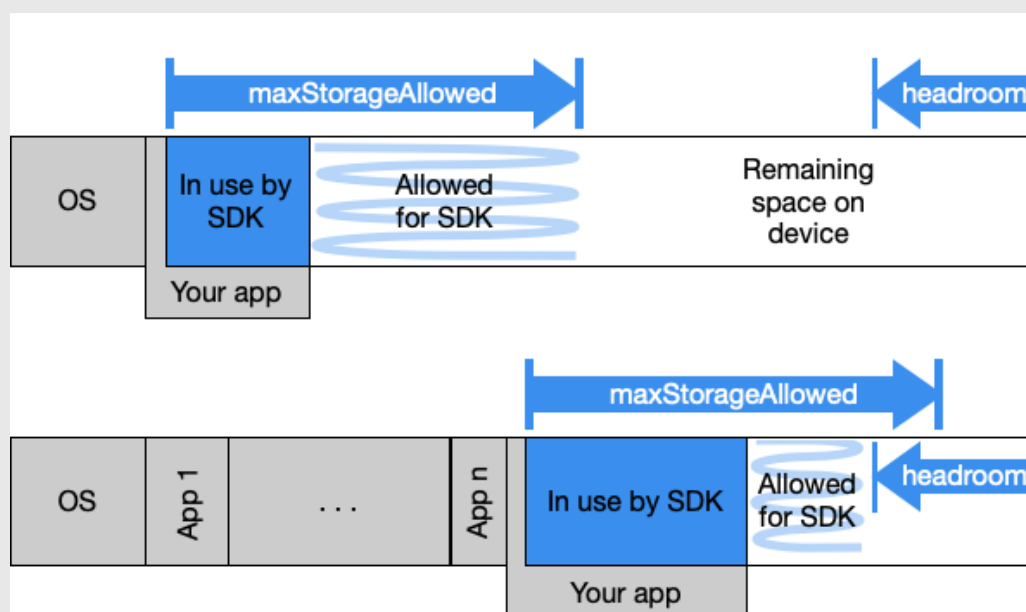 maxStorageAllowed
headroom
OS
In use by
SDK
Allowed
for SDK
Remaining
space on
device
Your app
maxStorageAllowed
headroom
OS
App 1
...
App n
In use by SDK
Allowed
for SDK
Your app